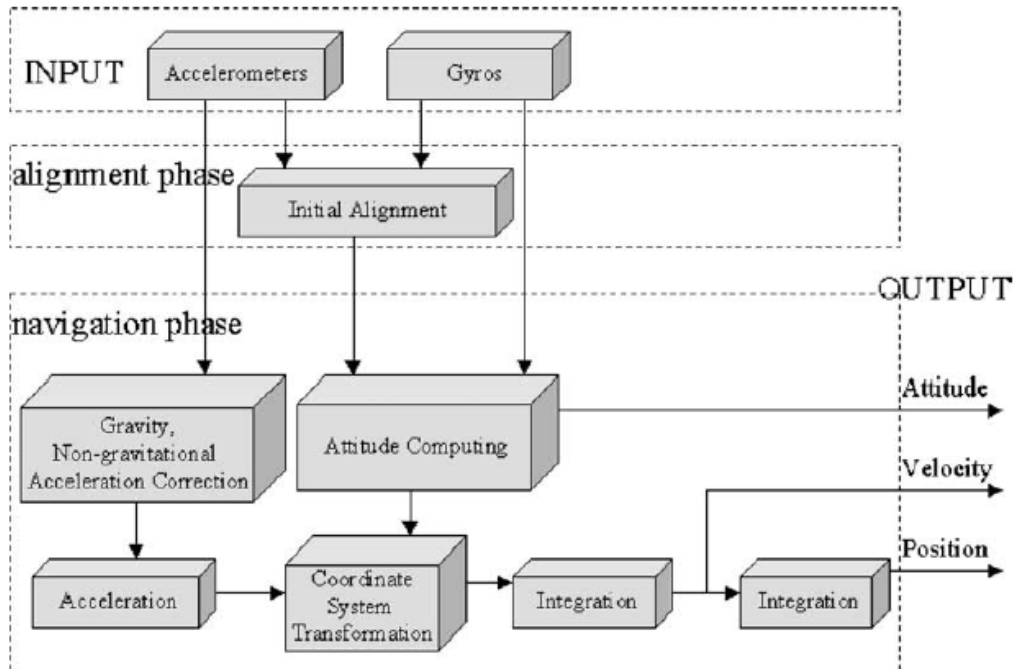 INPUT
Accelerometers
Gyros
alignment phase
Initial Alignment
OUTPUT
navigation phase
Attitude
Gravity,
Non-gravitational
Acceleration Correction
Attitude Computing
Velocity
Position
Acceleration
Coordinate
System
Transformation
Integration
Integration